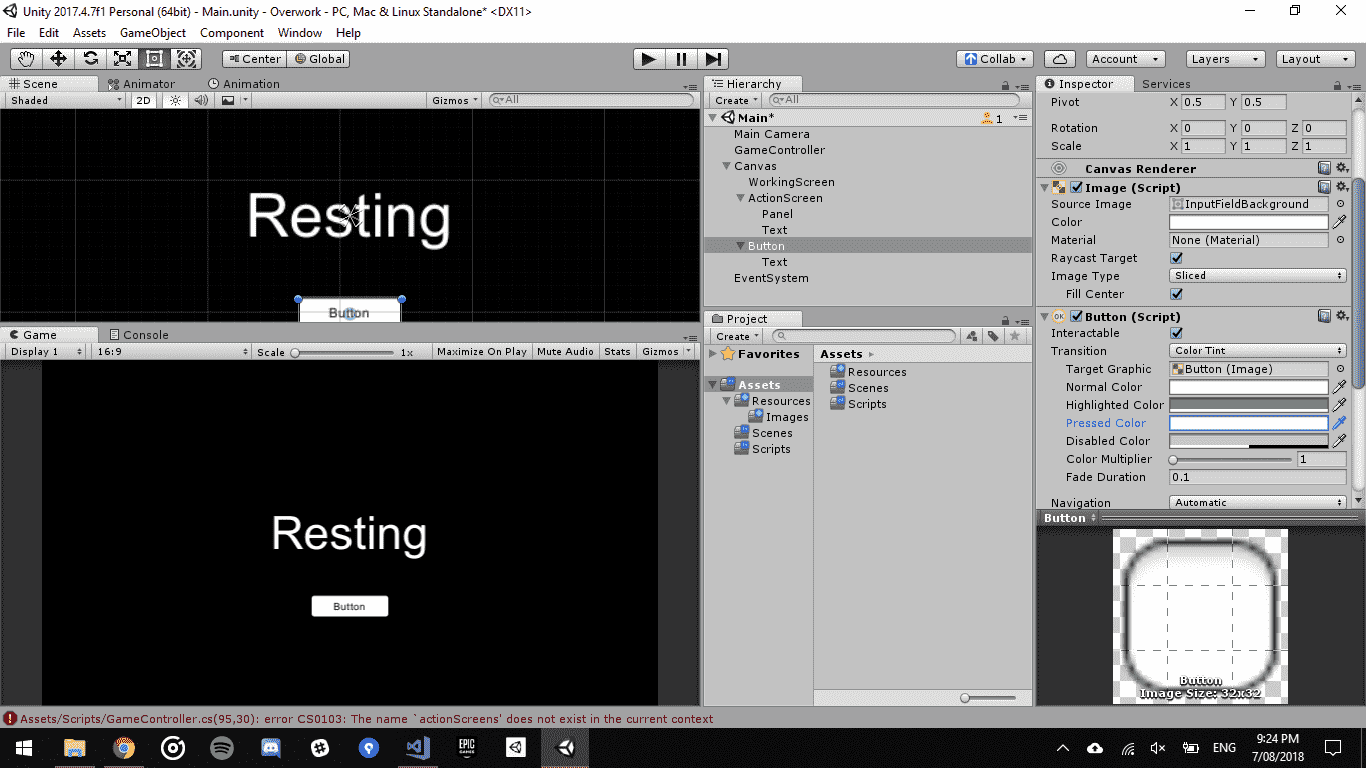 Unity 2017.4.7f1 Personal (64bit) - Main.unity - Overwork - PC, Mac & Linux Standalone* <DX11>
File Edit Assets GameObject Component Window Help
Center Global Collab Account Layers Layout
Scene Animator Animation
Shaded 2D Gizmos All
Resting
Button
Game Console
Display 1 16:9 Scale 1x Maximize On Play Mute Audio Stats Gizmos
Resting
Button
Hierarchy
Create All
Main* 1
Main Camera
GameController
Canvas
WorkingScreen
ActionScreen
Panel
Text
Button
Text
EventSystem
Project
Create
Favorites
Assets
Resources
Images
Scenes
Scripts
Assets
Resources
Scenes
Scripts
Inspector Services
Pivot X 0.5 Y 0.5
Rotation X 0 Y 0 Z 0
Scale X 1 Y 1 Z 1
Canvas Renderer
Image (Script)
Source Image InputFieldBackground
Color
Material None (Material)
Raycast Target
Image Type Sliced
Fill Center
OK Button (Script)
Interactable
Transition Color Tint
Target Graphic Button (Image)
Normal Color
Highlighted Color
Pressed Color
Disabled Color
Color Multiplier 1
Fade Duration 0.1
Navigation Automatic
Button
Button
Image Size: 32x32
Assets/Scripts/GameController.cs(95,30): error CS0103: The name `actionScreens' does not exist in the current context
EPIC GAMES
ENG
9:24 PM
7/08/2018